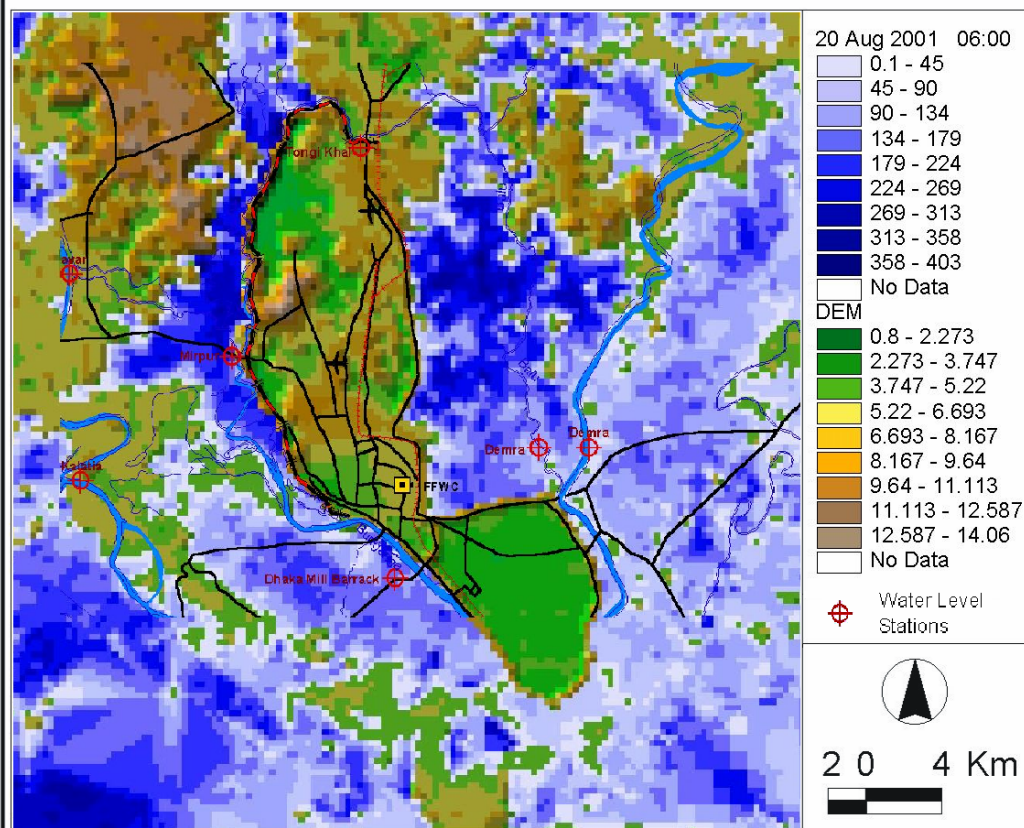 20 Aug 2001 06:00
0.1 - 45
45 - 90
90 - 134
134 - 179
179 - 224
224 - 269
269 - 313
313 - 358
358 - 403
No Data
DEM
0.8 - 2.273
2.273 - 3.747
3.747 - 5.22
5.22 - 6.693
6.693 - 8.167
8.167 - 9.64
9.64 - 11.113
11.113 - 12.587
12.587 - 14.06
No Data
Water Level
Stations
2 0 4 Km
Tongi Khal
Mirpur
Demra
Demra
FFWC
Dhaka Mill Barrack